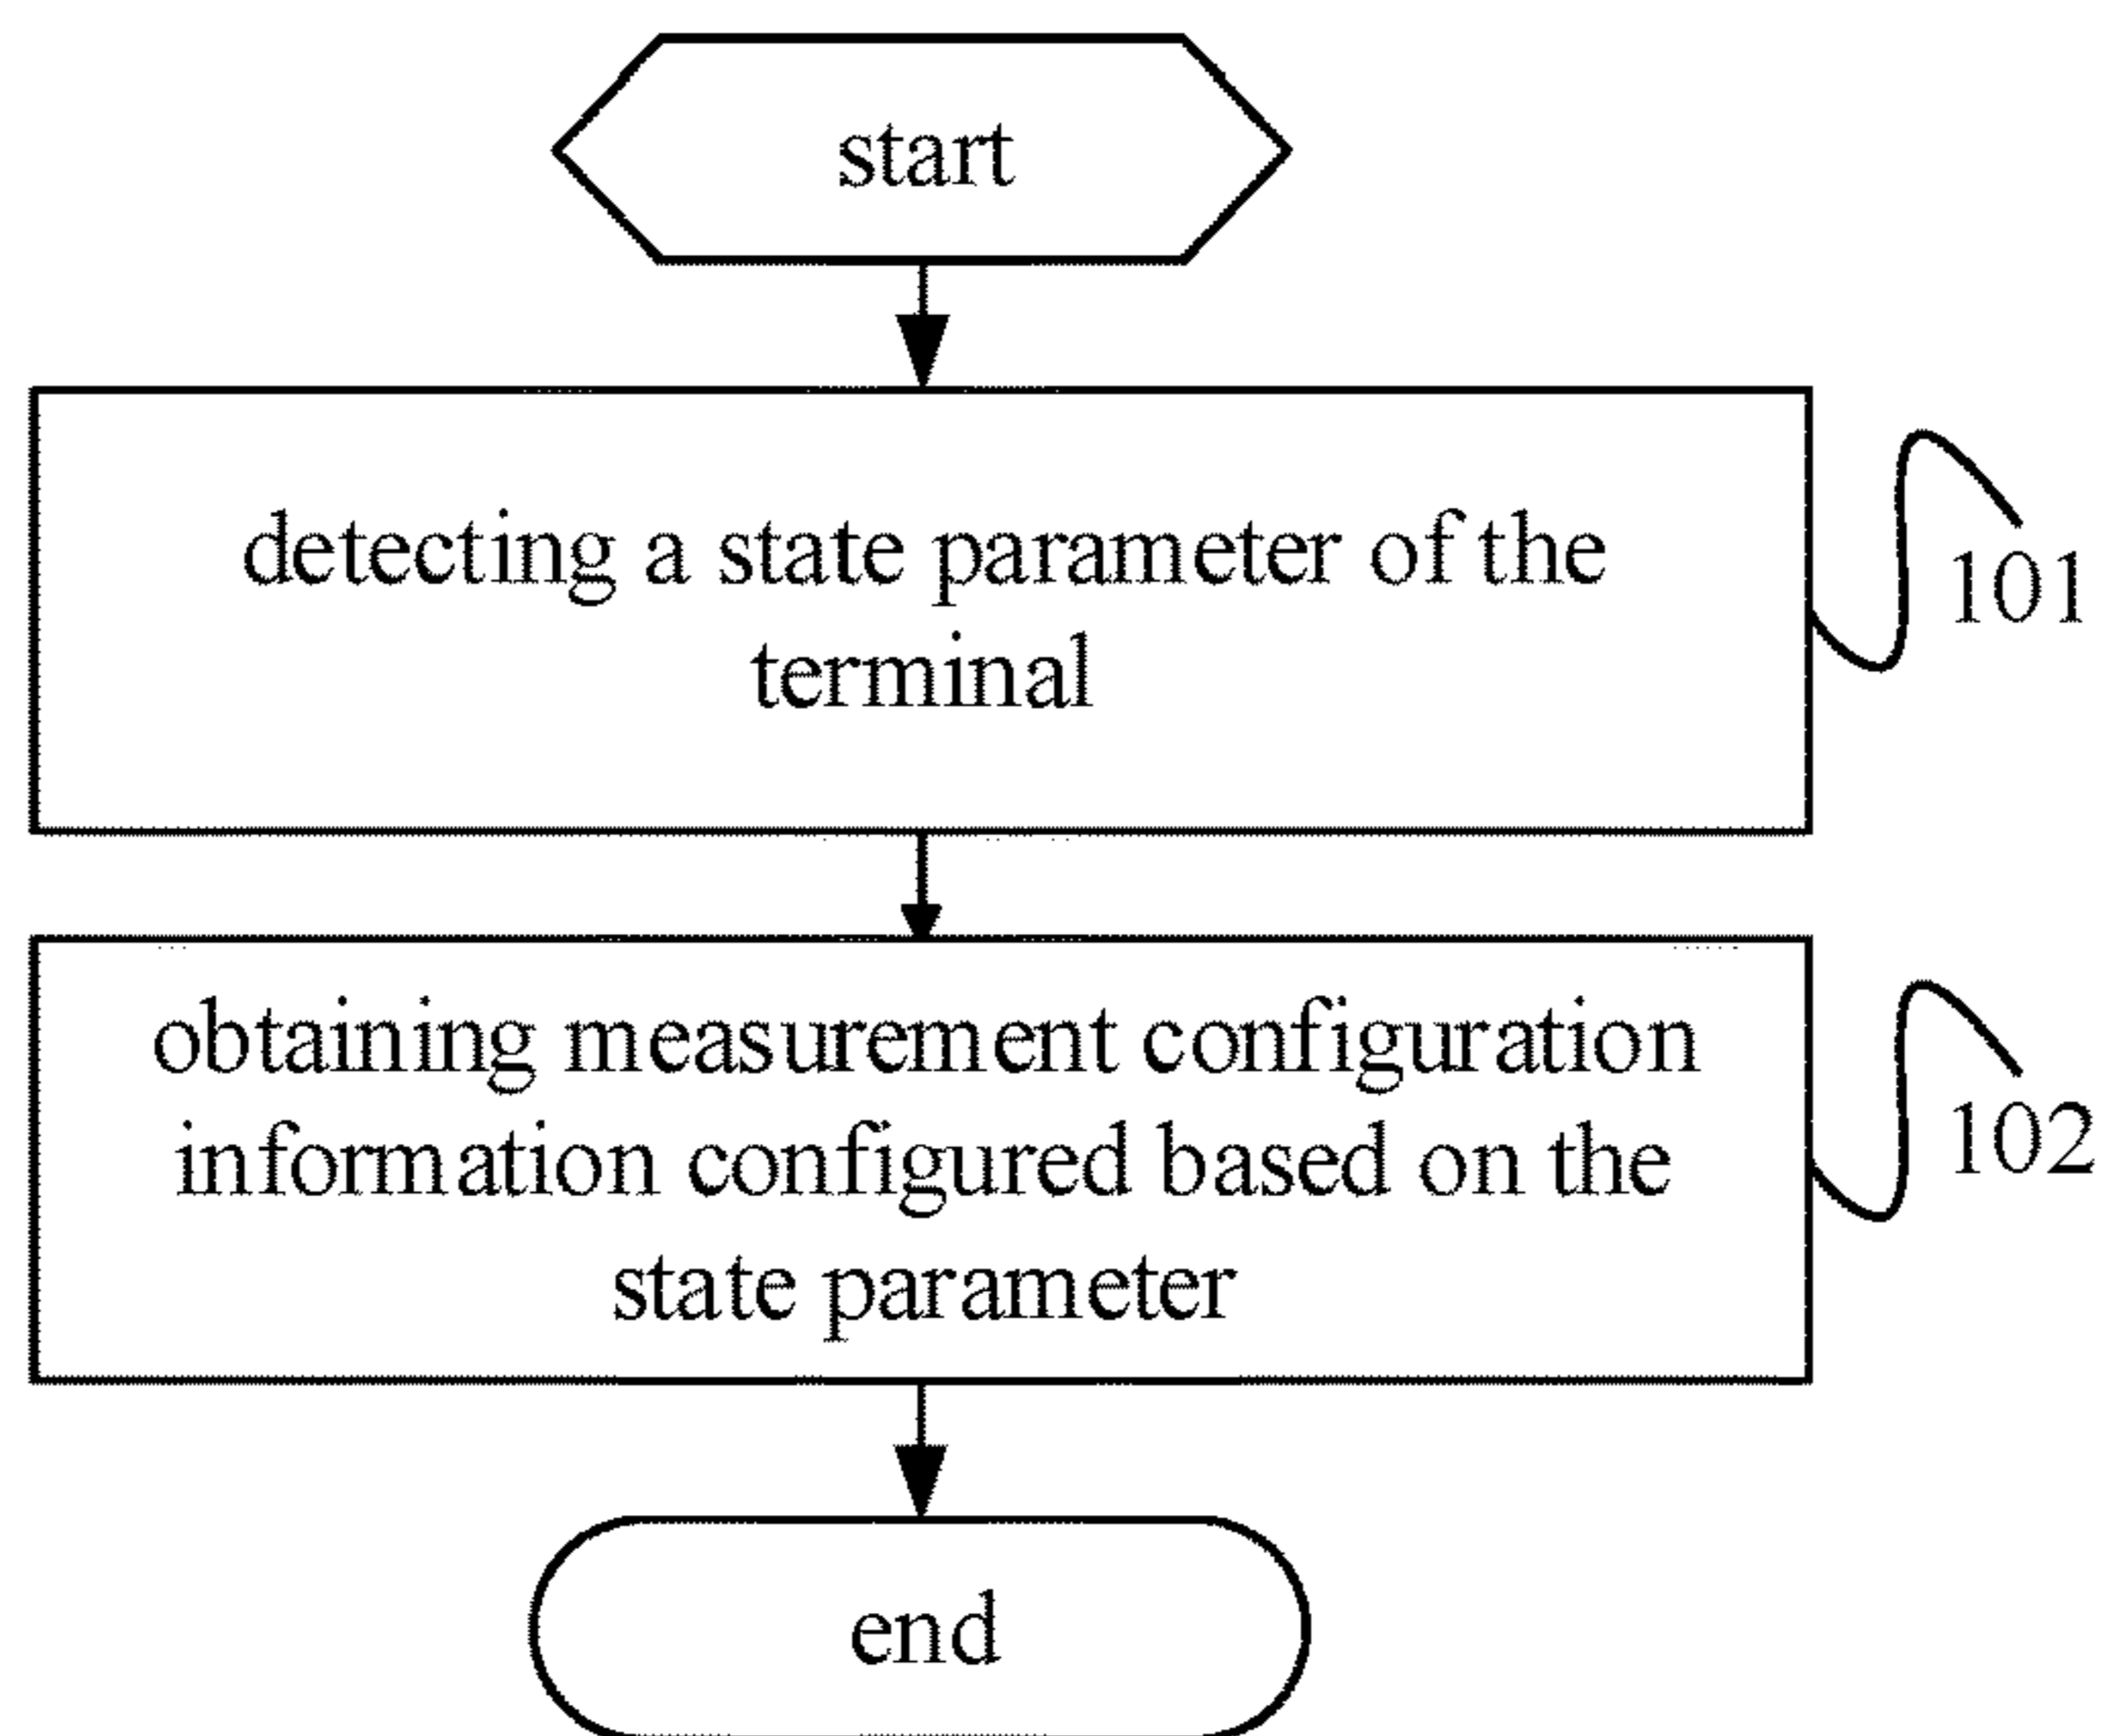 start
detecting a state parameter of the
terminal
101
obtaining measurement configuration
information configured based on the
state parameter
102
end